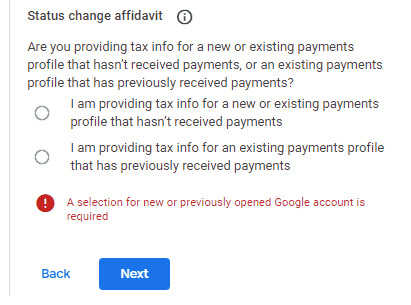 Status change affidavit
Are you providing tax info for a new or existing payments
profile that hasn't received payments, or an existing payments
profile that has previously received payments?
I am providing tax info for a new or existing payments
profile that hasn't received payments
I am providing tax info for an existing payments profile
that has previously received payments
A selection for new or previously opened Google account is
required
Back
Next